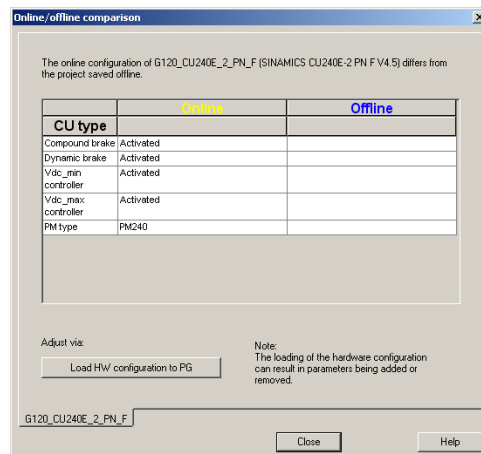 Online/offline comparison
The online configuration of G120_CU240E_2_PN_F (SINAMICS CU240E-2 PN F V4.5) differs from
the project saved offline.
Online Offline
CU type
Compound brake Activated
Dynamic brake Activated
Vdc_min Activated
controller
Vdc_max Activated
controller
PM type PM240
Adjust via:
Load HW configuration to PG
Note:
The loading of the hardware configuration
can result in parameters being added or
removed.
G120_CU240E_2_PN_F
Close Help